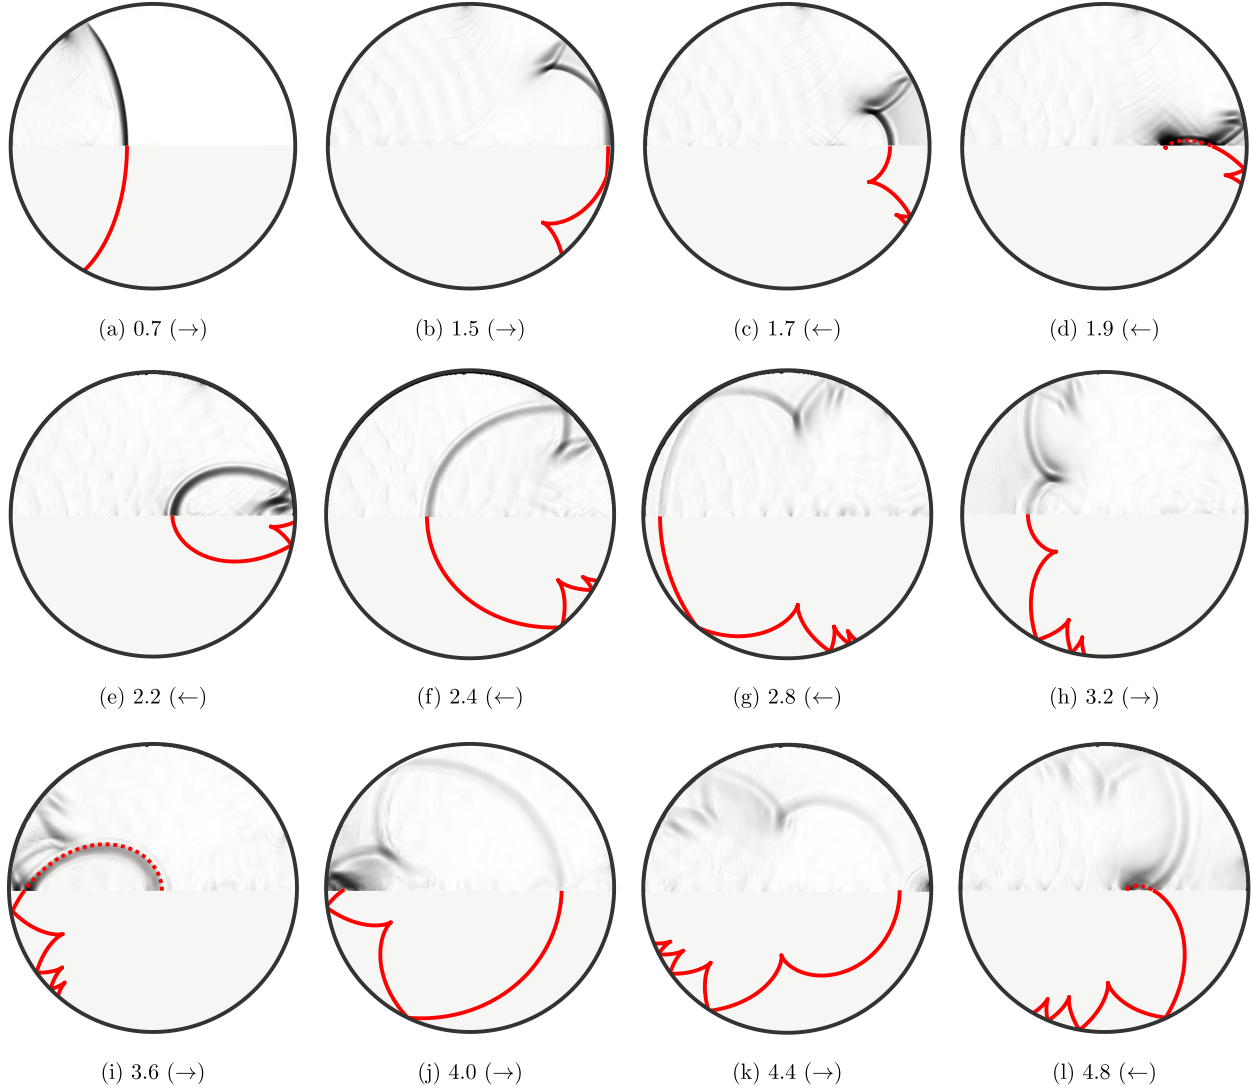 (a) 0.7 (→)
(b) 1.5 (→)
(c) 1.7 (←)
(d) 1.9 (←)
(e) 2.2 (←)
(f) 2.4 (←)
(g) 2.8 (←)
(h) 3.2 (→)
(i) 3.6 (→)
(j) 4.0 (→)
(k) 4.4 (→)
(l) 4.8 (←)